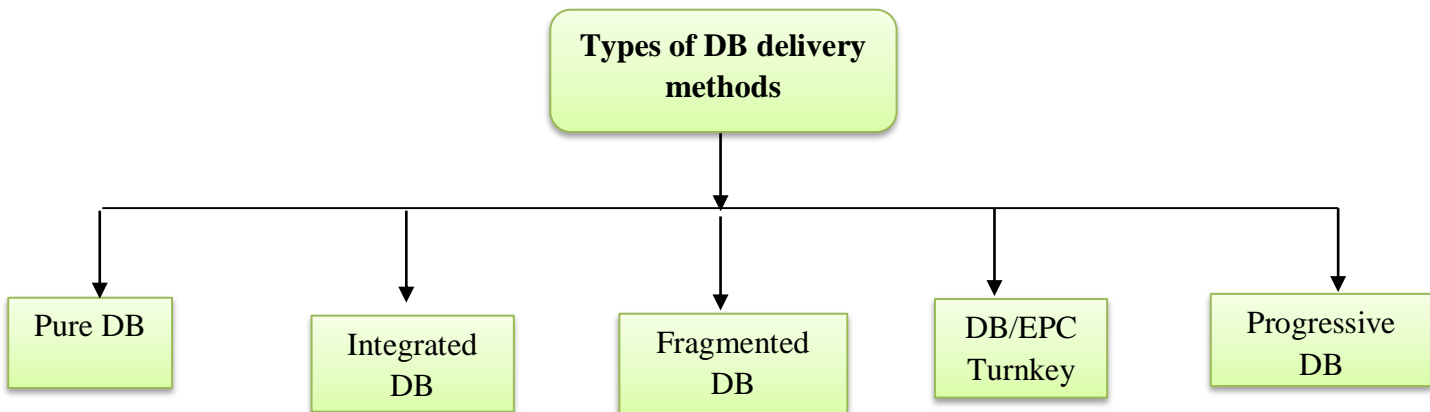 Types of DB delivery
methods
Pure DB
Integrated
DB
Fragmented
DB
DB/EPC
Turnkey
Progressive
DB